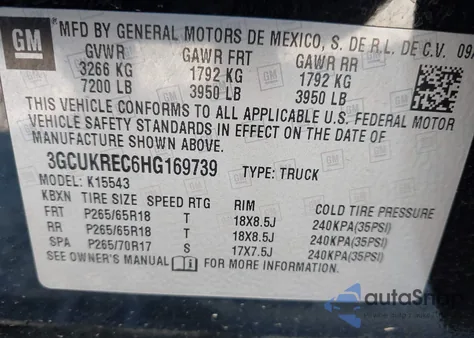 GM
*MFD BY GENERAL MOTORS DE MEXICO, S. DE R.L. DE C.V. 09/
GVWR GAWR FRT GAWR RR
3266 KG 1792 KG 1792 KG
7200 LB 3950 LB 3950 LB
THIS VEHICLE CONFORMS TO ALL APPLICABLE U.S. FEDERAL MOTOR
VEHICLE SAFETY STANDARDS IN EFFECT ON THE DATE OF
MANUFACTURE SHOWN ABOVE.
3GCUKREC6HG169739 TYPE: TRUCK
MODEL: K15543
KBXN TIRE SIZE SPEED RTG RIM COLD TIRE PRESSURE
FRT P265/65R18 T 18X8.5J 240KPA(35PSI)
RR P265/65R18 T 18X8.5J 240KPA(35PSI)
SPA P265/70R17 S 17X7.5J 240KPA(35PSI)
SEE OWNER'S MANUAL FOR MORE INFORMATION.
autaSnap